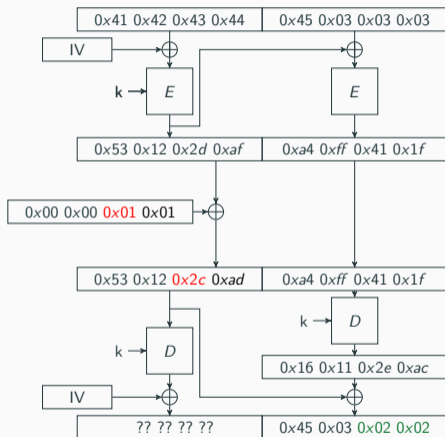 0x41 0x42 0x43 0x44 0x45 0x03 0x03 0x03
IV
k E E
0x53 0x12 0x2d 0xaf 0xa4 0xff 0x41 0x1f
0x00 0x00 0x01 0x01
0x53 0x12 0x2c 0xad 0xa4 0xff 0x41 0x1f
k D
k D
0x16 0x11 0x2e 0xac
IV
?? ?? ?? ?? 0x45 0x03 0x02 0x02